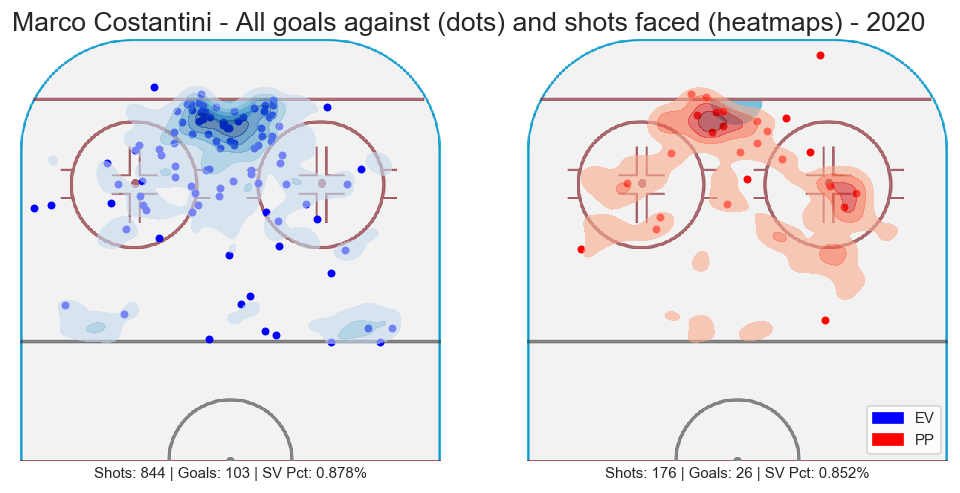 Marco Costantini - All goals against (dots) and shots faced (heatmaps) - 2020
EV
PP
Shots: 844 | Goals: 103 | SV Pct: 0.878%
Shots: 176 | Goals: 26 | SV Pct: 0.852%